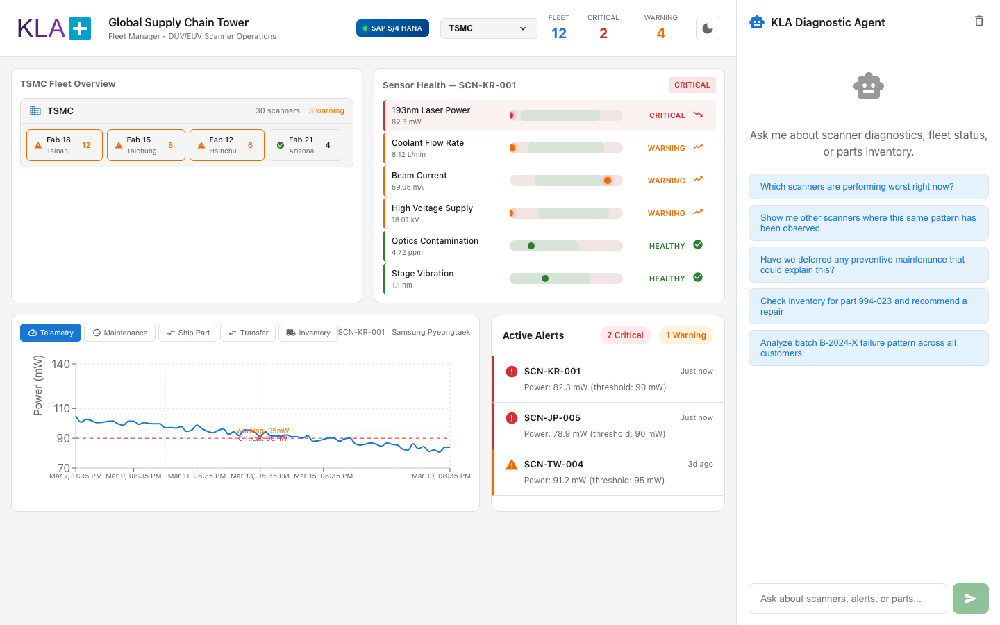 KLA
Global Supply Chain Tower
Fleet Manager - DUV/EUV Scanner Operations
SAP S/4 HANA
TSMC
FLEET
12
CRITICAL
2
WARNING
4
TSMC Fleet Overview
TSMC
30 scanners 3 warning
Fab 18
Tainan
12
Fab 15
Taichung
8
Fab 12
Hsinchu
6
Fab 21
Arizona
4
Sensor Health — SCN-KR-001
CRITICAL
193nm Laser Power
82.3 mW
CRITICAL
Coolant Flow Rate
8.12 L/min
WARNING
Beam Current
59.05 mA
WARNING
High Voltage Supply
18.01 kV
WARNING
Optics Contamination
4.72 ppm
HEALTHY
Stage Vibration
1.1 nm
HEALTHY
Telemetry
Maintenance
Ship Part
Transfer
Inventory
SCN-KR-001 Samsung Pyeongtaek
Power (mW)
140
110
90
70
Warning: 95mW
Critical: 90mW
Mar 7, 11:35 PM Mar 9, 08:35 PM Mar 11, 08:35 PM Mar 13, 08:35 PM Mar 15, 08:35 PM Mar 19, 08:35 PM
Active Alerts
2 Critical
1 Warning
SCN-KR-001
Just now
Power: 82.3 mW (threshold: 90 mW)
SCN-JP-005
Just now
Power: 78.9 mW (threshold: 90 mW)
SCN-TW-004
3d ago
Power: 91.2 mW (threshold: 95 mW)
KLA Diagnostic Agent
Ask me about scanner diagnostics, fleet status,
or parts inventory.
Which scanners are performing worst right now?
Show me other scanners where this same pattern has
been observed
Have we deferred any preventive maintenance that
could explain this?
Check inventory for part 994-023 and recommend a
repair
Analyze batch B-2024-X failure pattern across all
customers
Ask about scanners, alerts, or parts...